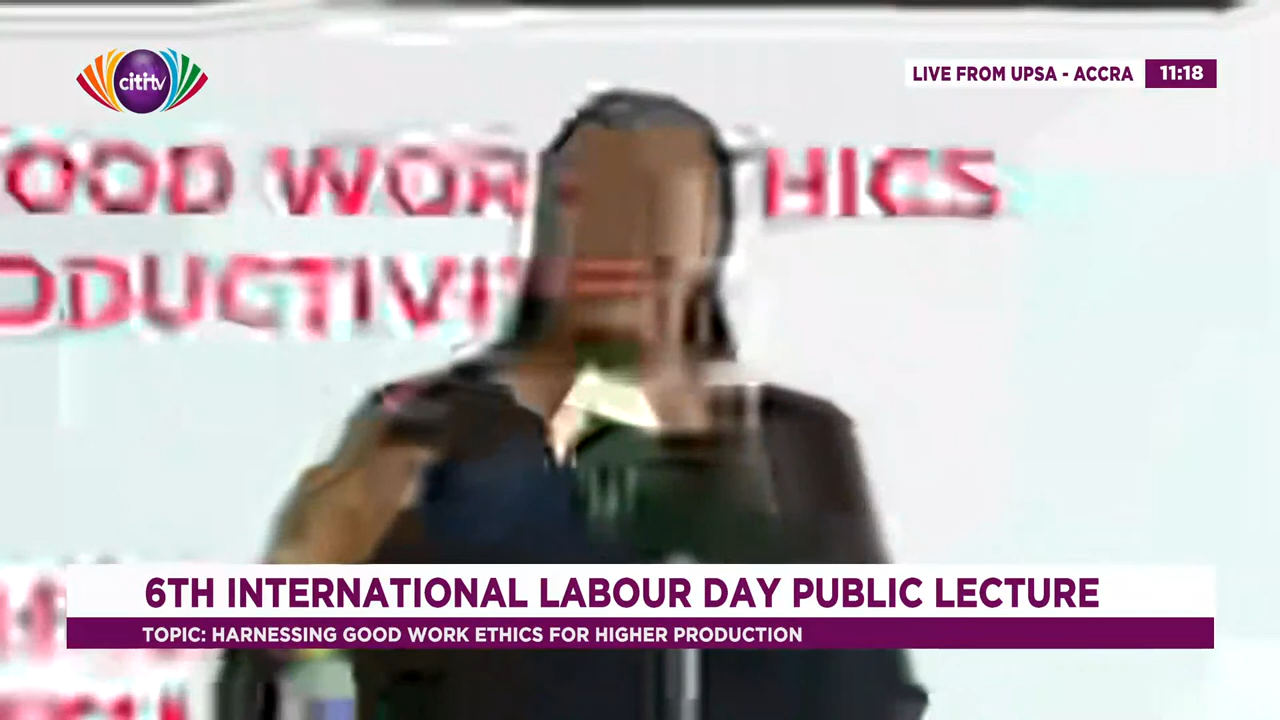 citi tv
LIVE FROM UPSA - ACCRA 11:18
OOD WOR HICS
ODUCTIVI
6TH INTERNATIONAL LABOUR DAY PUBLIC LECTURE
TOPIC: HARNESSING GOOD WORK ETHICS FOR HIGHER PRODUCTION